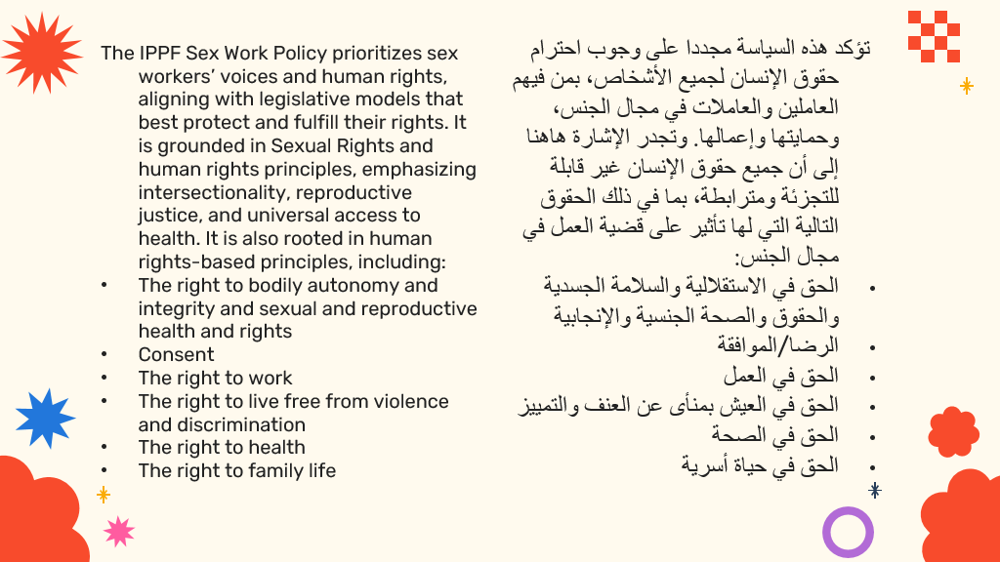 The IPPF Sex Work Policy prioritizes sex
workers’ voices and human rights,
aligning with legislative models that
best protect and fulfill their rights. It
is grounded in Sexual Rights and
human rights principles, emphasizing
intersectionality, reproductive
justice, and universal access to
health. It is also rooted in human
rights-based principles, including:
• The right to bodily autonomy and
integrity and sexual and reproductive
health and rights
• Consent
• The right to work
• The right to live free from violence
and discrimination
• The right to health
• The right to family life
تؤكد هذه السياسة مجددا على وجوب احترام
حقوق الإنسان لجميع الأشخاص، بمن فيهم
العاملين والعاملات في مجال الجنس،
وحمايتها وإعمالها. وتجدر الإشارة هاهنا
إلى أن جميع حقوق الإنسان غير قابلة
للتجزئة ومترابطة، بما في ذلك الحقوق
التالية التي لها تأثير على قضية العمل في
مجال الجنس:
• الحق في الاستقلالية والسلامة الجسدية
والحقوق والصحة الجنسية والإنجابية
• الرضا/الموافقة
• الحق في العمل
• الحق في العيش بمنأى عن العنف والتمييز
• الحق في الصحة
• الحق في حياة أسرية